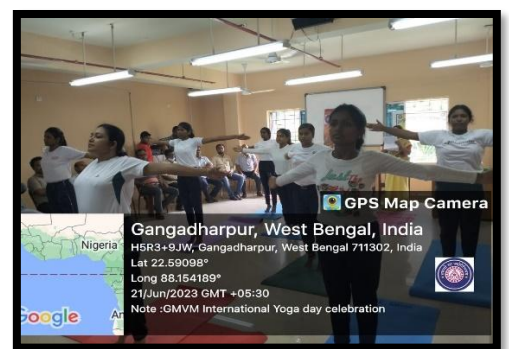 GPS Map Camera
Gangadharpur, West Bengal, India
H5R3+9JW, Gangadharpur, West Bengal 711302, India
Lat 22.59098°
Long 88.154189°
21/Jun/2023 GMT +05:30
Note :GMVM International Yoga day celebration
Nigeria
An
Google